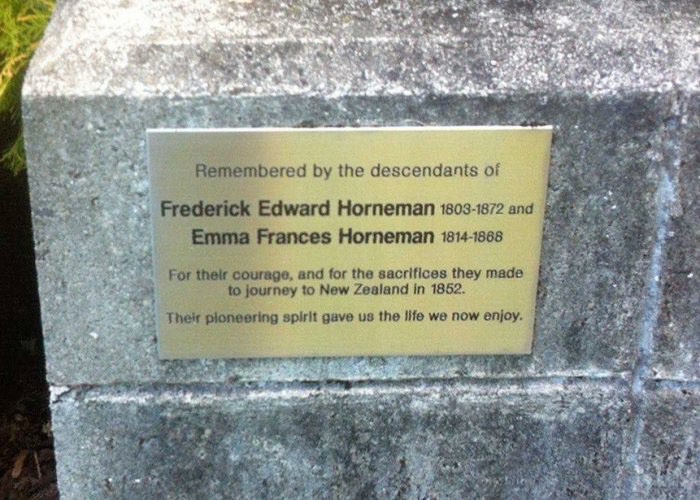 Remembered by the descendants of
Frederick Edward Horneman 1803-1872 and
Emma Frances Horneman 1814-1868
For their courage, and for the sacrifices they made
to journey to New Zealand in 1852.
Their pioneering spirit gave us the life we now enjoy.